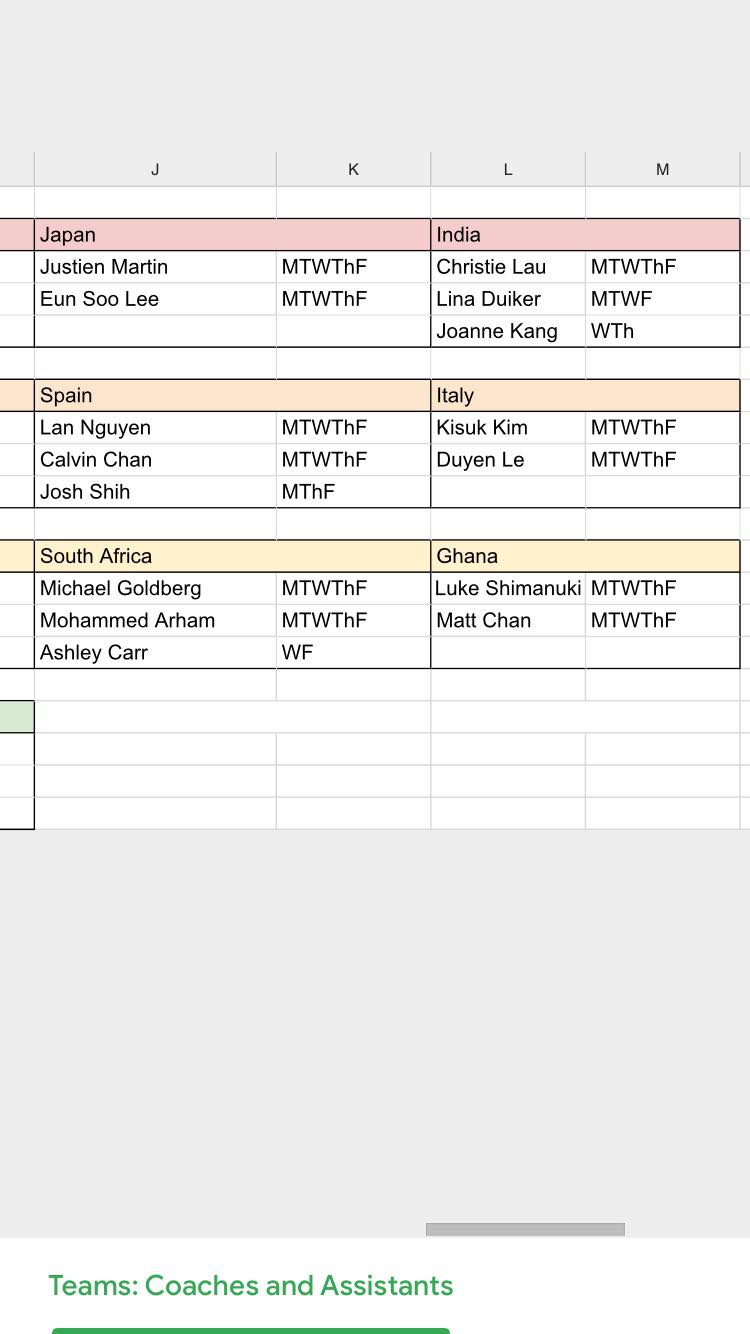 J K L M
Japan India
Justien Martin MTWThF Christie Lau MTWThF
Eun Soo Lee MTWThF Lina Duiker MTWF
Joanne Kang WTh
Spain Italy
Lan Nguyen MTWThF Kisuk Kim MTWThF
Calvin Chan MTWThF Duyen Le MTWThF
Josh Shih MThF
South Africa Ghana
Michael Goldberg MTWThF Luke Shimanuki MTWThF
Mohammed Arham MTWThF Matt Chan MTWThF
Ashley Carr WF
Teams: Coaches and Assistants